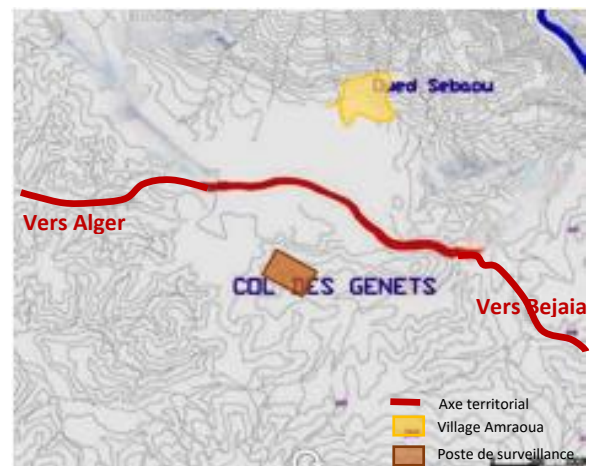 Oued Sebaou
Vers Alger
COL DES GENETS
Vers Bejaia
Axe territorial
Village Amraoua
Poste de surveillance